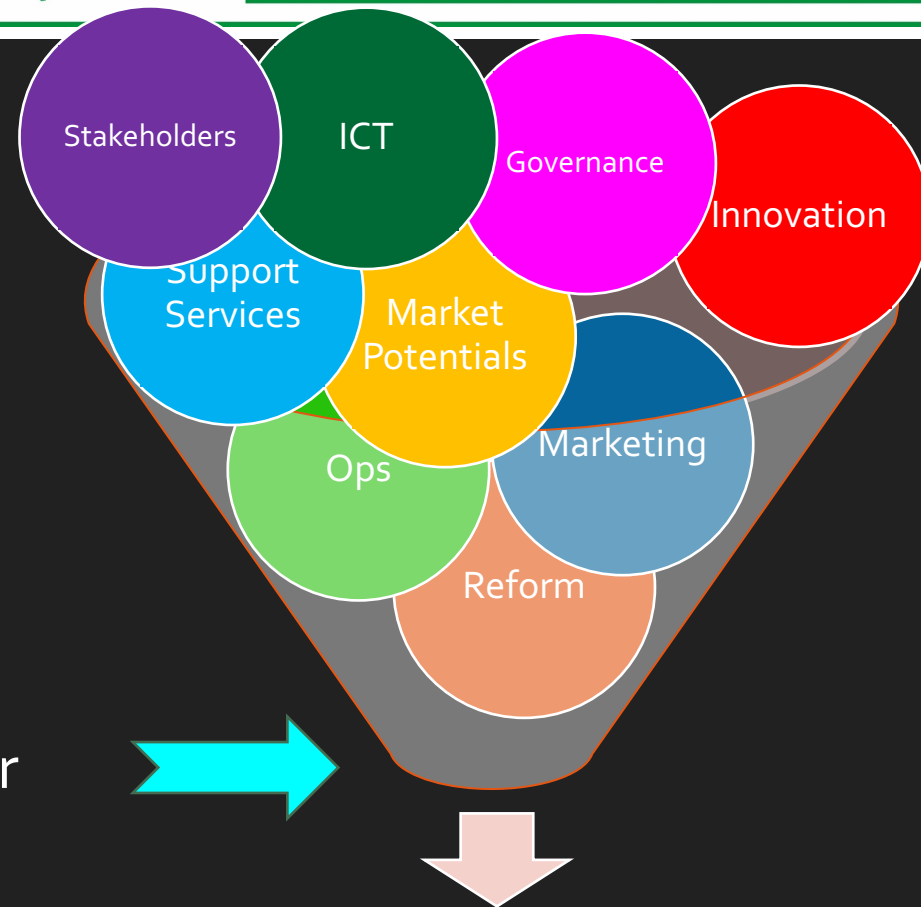 Stakeholders
ICT
Governance
Innovation
Support
Services
Market
Potentials
Marketing
Ops
Reform